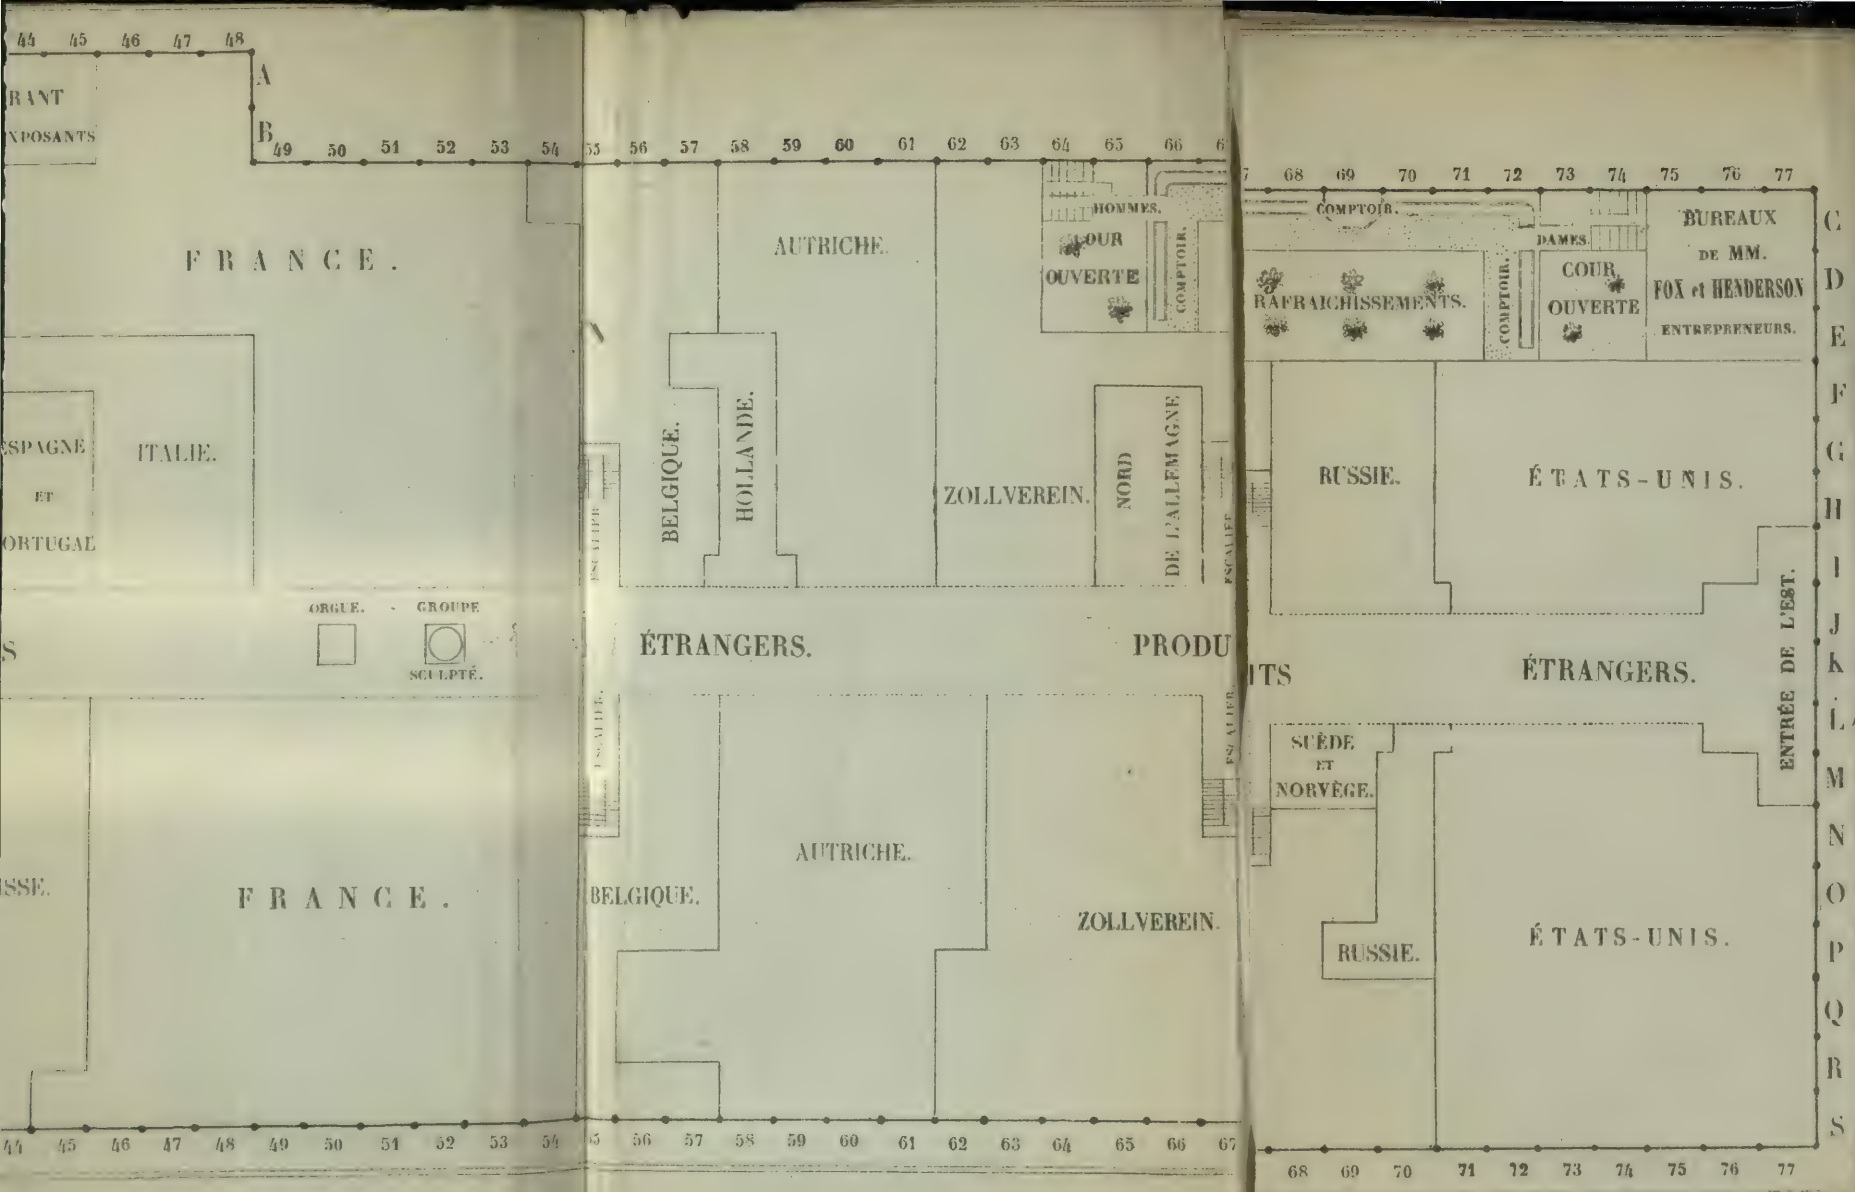 44 45 46 47 48
A
B
RANT
XPOSANTS
49 50 51 52 53 54 55 56 57 58 59 60 61 62 63 64 65 66
68 69 70 71 72 73 74 75 76 77
FRANCE.
AUTRICHE.
HOMMES.
COUR
OUVERTE
COMPTOIR.
COMPTOIR.
RAFRAICHISSEMENTS.
COMPTOIR.
DAMES.
COUR
OUVERTE
BUREAUX
DE MM.
FOX et HENDERSON
ENTREPRENEURS.
C
D
E
F
G
H
I
J
K
L
M
N
O
P
Q
R
S
ESPAGNE
ET
ORTUGAL
ITALIE.
ESCALIER
BELGIQUE.
HOLLANDE.
ZOLLVEREIN.
NORD
DE L'ALLEMAGNE
ESCALIER
RUSSIE.
ÉTATS-UNIS.
ENTRÉE DE L'EST.
ORGUE. - GROUPE
SCULPTÉ.
S
ÉTRANGERS.
PRODUITS
ÉTRANGERS.
ESCALIER.
ESCALIER.
SUÈDE
ET
NORVÈGE.
ISSE.
FRANCE.
BELGIQUE.
AUTRICHE.
ZOLLVEREIN.
RUSSIE.
ÉTATS-UNIS.
44 45 46 47 48 49 50 51 52 53 54 55 56 57 58 59 60 61 62 63 64 65 66 67
68 69 70 71 72 73 74 75 76 77